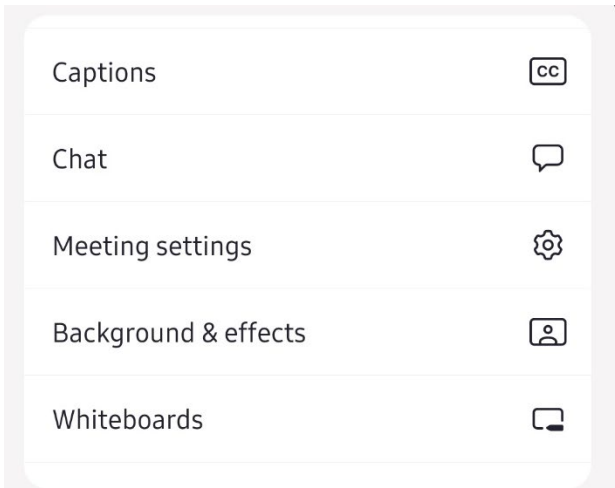 Captions CC
Chat
Meeting settings
Background & effects
Whiteboards